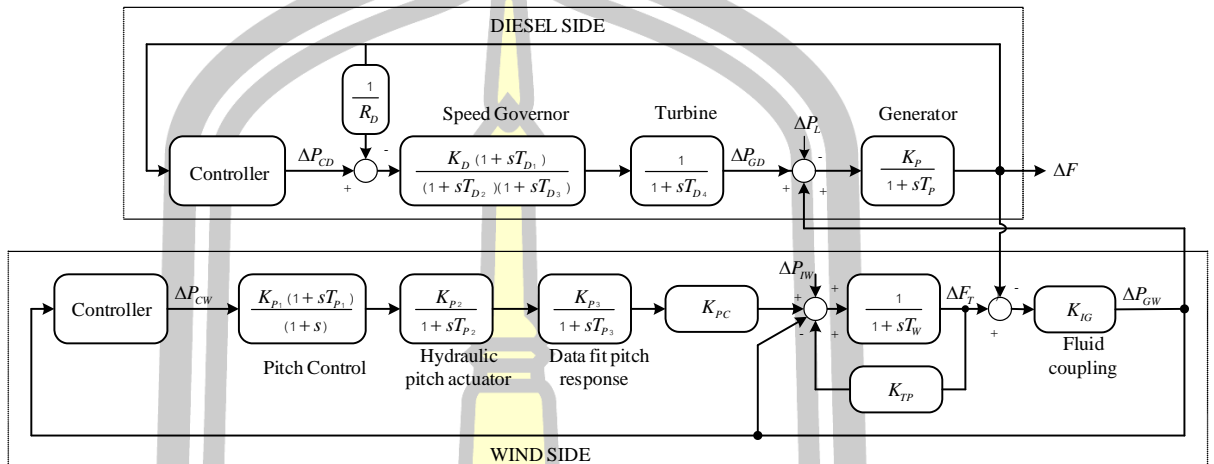 DIESEL SIDE
1
R_D
Speed Governor
Turbine
Generator
Controller
ΔP_CD
K_D (1 + sT_D1)
(1 + sT_D2)(1 + sT_D3)
1
1 + sT_D4
ΔP_GD
ΔP_L
K_P
1 + sT_P
ΔF
+
-
+
-
+
Controller
ΔP_CW
K_P1 (1 + sT_P1)
(1 + s)
K_P2
1 + sT_P2
K_P3
1 + sT_P3
K_PC
ΔP_IW
1
1 + sT_W
ΔF_T
K_IG
ΔP_GW
+
+
-
+
-
+
Pitch Control
Hydraulic
pitch actuator
Data fit pitch
response
K_TP
Fluid
coupling
WIND SIDE